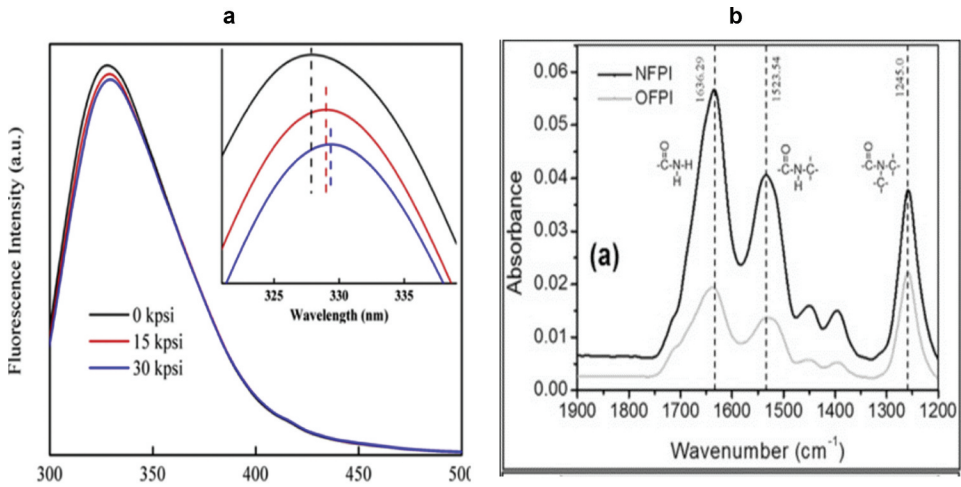 a
Fluorescence Intensity (a.u.)
0 kpsi
15 kpsi
30 kpsi
325 330 335
Wavelength (nm)
300 350 400 450 500
b
NFPI
OFPI
1636.29
1523.54
1245.0
O
-C-N-H
H
O
-C-N-C-
H
O
-C-N-C-
-C-
(a)
Absorbance
0.06
0.05
0.04
0.03
0.02
0.01
0.00
1900 1800 1700 1600 1500 1400 1300 1200
Wavenumber (cm⁻¹)